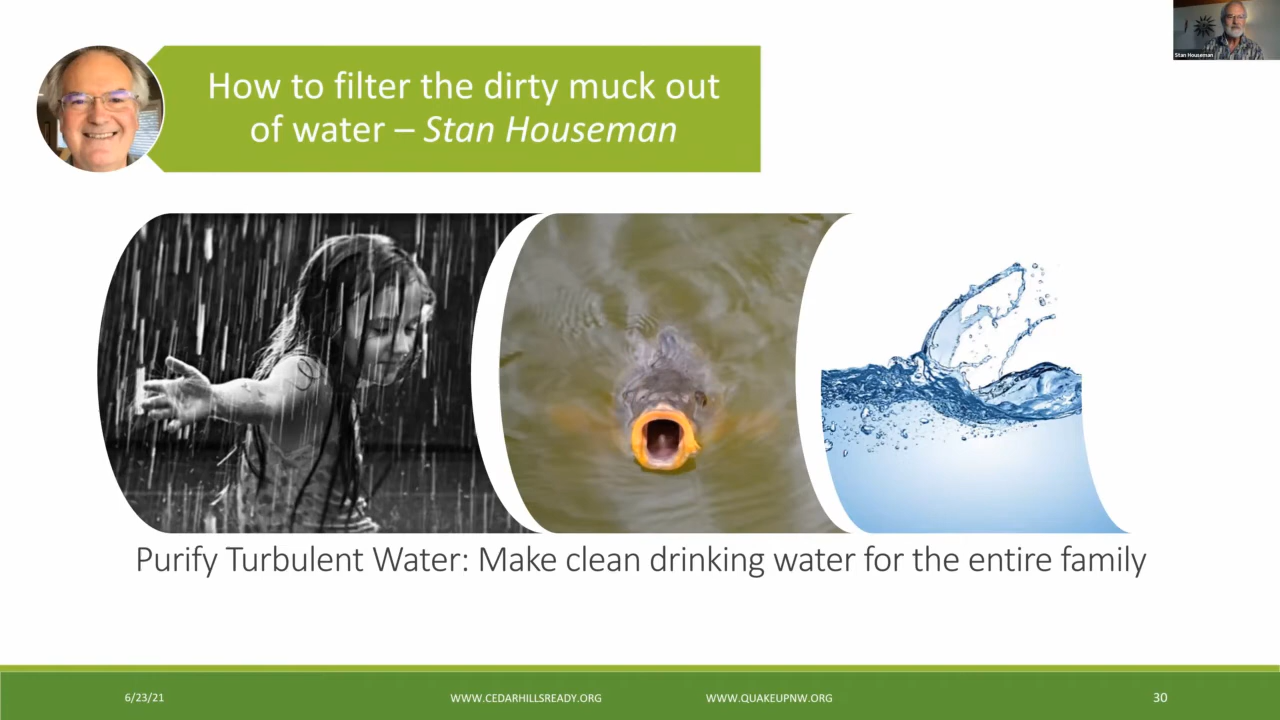 Stan Houseman
How to filter the dirty muck out
of water – Stan Houseman
Purify Turbulent Water: Make clean drinking water for the entire family
6/23/21
WWW.CEDARHILLSREADY.ORG
WWW.QUAKEUPNW.ORG
30